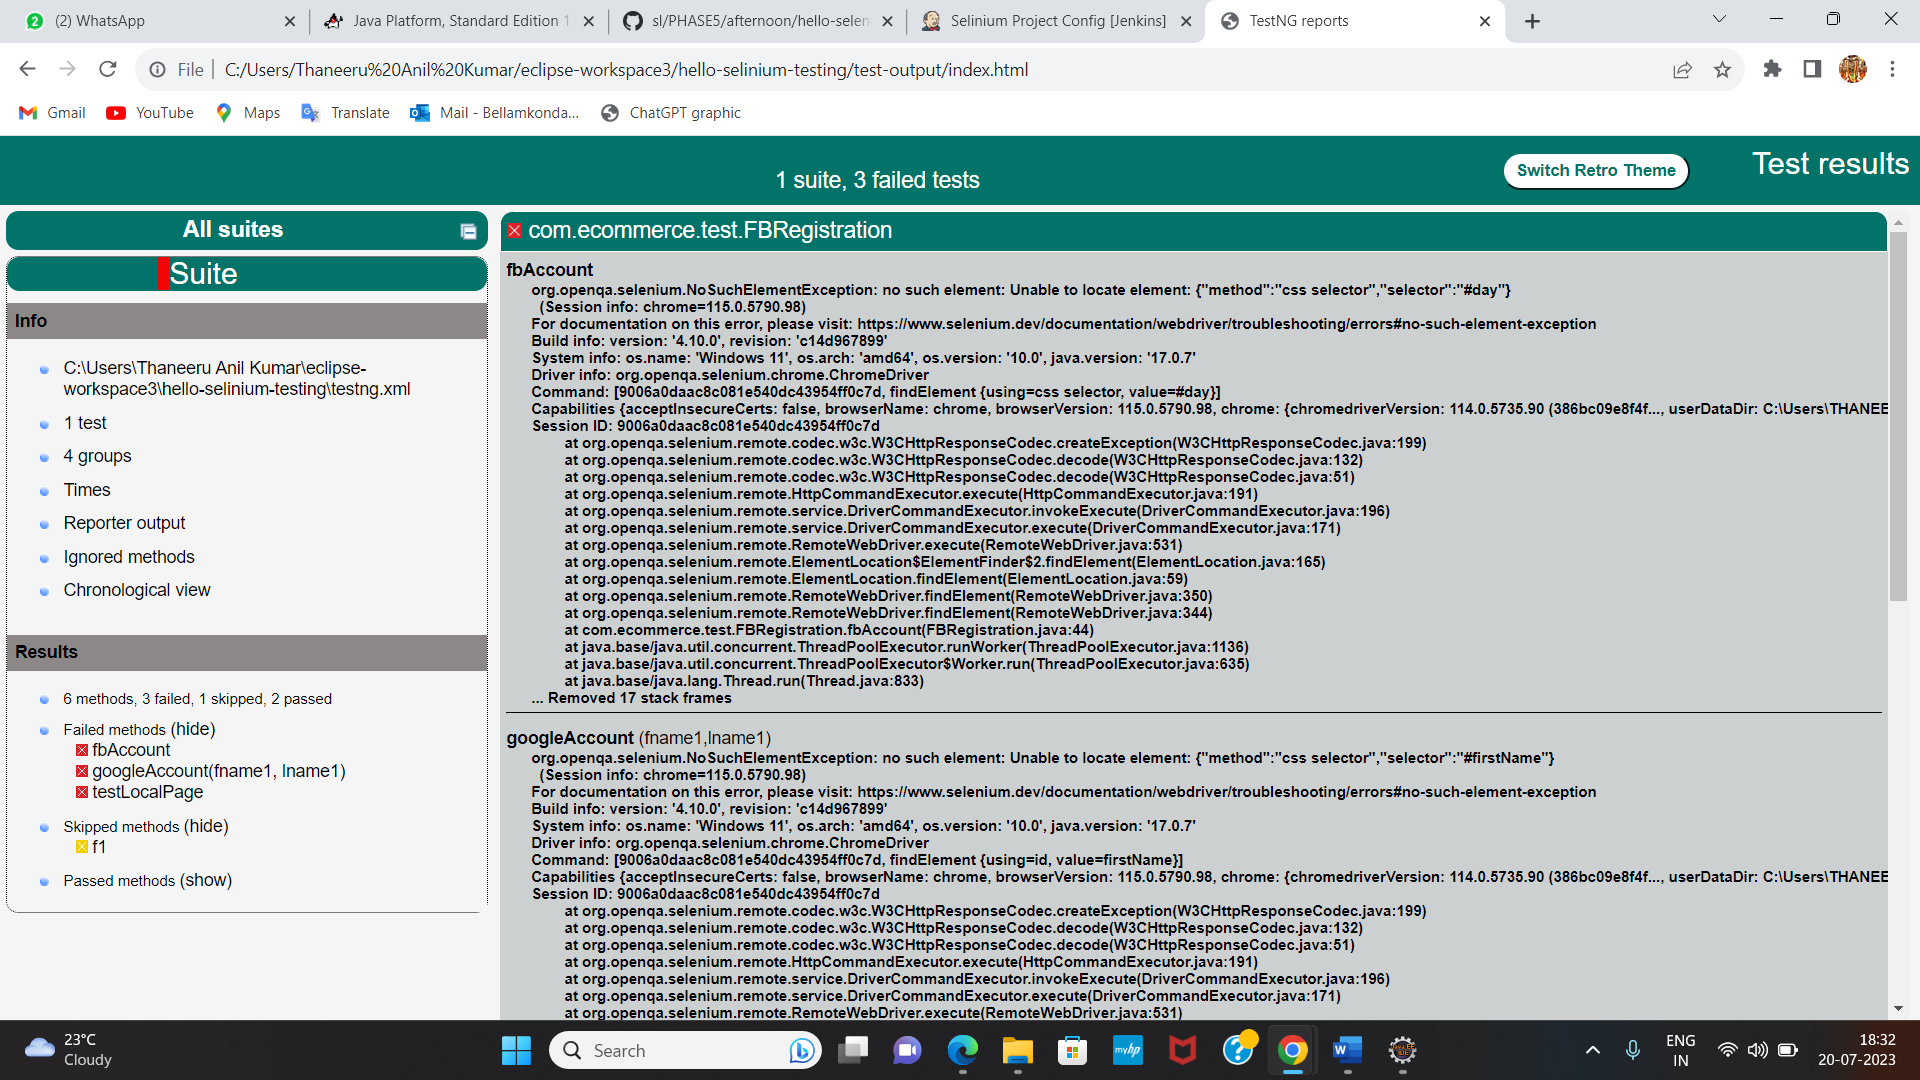 (2) WhatsApp
Java Platform, Standard Edition 1
sl/PHASE5/afternoon/hello-selen
Selinium Project Config [Jenkins]
TestNG reports
File
C:/Users/Thaneeru%20Anil%20Kumar/eclipse-workspace3/hello-selinium-testing/test-output/index.html
Gmail
YouTube
Maps
Translate
Mail - Bellamkonda...
ChatGPT graphic
1 suite, 3 failed tests
Switch Retro Theme
Test results
All suites
Suite
Info
C:\Users\Thaneeru Anil Kumar\eclipse-
workspace3\hello-selinium-testing\testng.xml
1 test
4 groups
Times
Reporter output
Ignored methods
Chronological view
Results
6 methods, 3 failed, 1 skipped, 2 passed
Failed methods (hide)
fbAccount
googleAccount(fname1, lname1)
testLocalPage
Skipped methods (hide)
f1
Passed methods (show)
com.ecommerce.test.FBRegistration
fbAccount
org.openqa.selenium.NoSuchElementException: no such element: Unable to locate element: {"method":"css selector","selector":"#day"}
(Session info: chrome=115.0.5790.98)
For documentation on this error, please visit: https://www.selenium.dev/documentation/webdriver/troubleshooting/errors#no-such-element-exception
Build info: version: '4.10.0', revision: 'c14d967899'
System info: os.name: 'Windows 11', os.arch: 'amd64', os.version: '10.0', java.version: '17.0.7'
Driver info: org.openqa.selenium.chrome.ChromeDriver
Command: [9006a0daac8c081e540dc43954ff0c7d, findElement {using=css selector, value=#day}]
Capabilities {acceptInsecureCerts: false, browserName: chrome, browserVersion: 115.0.5790.98, chrome: {chromedriverVersion: 114.0.5735.90 (386bc09e8f4f..., userDataDir: C:\Users\THANEE
Session ID: 9006a0daac8c081e540dc43954ff0c7d
at org.openqa.selenium.remote.codec.w3c.W3CHttpResponseCodec.createException(W3CHttpResponseCodec.java:199)
at org.openqa.selenium.remote.codec.w3c.W3CHttpResponseCodec.decode(W3CHttpResponseCodec.java:132)
at org.openqa.selenium.remote.codec.w3c.W3CHttpResponseCodec.decode(W3CHttpResponseCodec.java:51)
at org.openqa.selenium.remote.HttpCommandExecutor.execute(HttpCommandExecutor.java:191)
at org.openqa.selenium.remote.service.DriverCommandExecutor.invokeExecute(DriverCommandExecutor.java:196)
at org.openqa.selenium.remote.service.DriverCommandExecutor.execute(DriverCommandExecutor.java:171)
at org.openqa.selenium.remote.RemoteWebDriver.execute(RemoteWebDriver.java:531)
at org.openqa.selenium.remote.ElementLocation$ElementFinder$2.findElement(ElementLocation.java:165)
at org.openqa.selenium.remote.ElementLocation.findElement(ElementLocation.java:59)
at org.openqa.selenium.remote.RemoteWebDriver.findElement(RemoteWebDriver.java:350)
at org.openqa.selenium.remote.RemoteWebDriver.findElement(RemoteWebDriver.java:344)
at com.ecommerce.test.FBRegistration.fbAccount(FBRegistration.java:44)
at java.base/java.util.concurrent.ThreadPoolExecutor.runWorker(ThreadPoolExecutor.java:1136)
at java.base/java.util.concurrent.ThreadPoolExecutor$Worker.run(ThreadPoolExecutor.java:635)
at java.base/java.lang.Thread.run(Thread.java:833)
... Removed 17 stack frames
googleAccount (fname1,lname1)
org.openqa.selenium.NoSuchElementException: no such element: Unable to locate element: {"method":"css selector","selector":"#firstName"}
(Session info: chrome=115.0.5790.98)
For documentation on this error, please visit: https://www.selenium.dev/documentation/webdriver/troubleshooting/errors#no-such-element-exception
Build info: version: '4.10.0', revision: 'c14d967899'
System info: os.name: 'Windows 11', os.arch: 'amd64', os.version: '10.0', java.version: '17.0.7'
Driver info: org.openqa.selenium.chrome.ChromeDriver
Command: [9006a0daac8c081e540dc43954ff0c7d, findElement {using=id, value=firstName}]
Capabilities {acceptInsecureCerts: false, browserName: chrome, browserVersion: 115.0.5790.98, chrome: {chromedriverVersion: 114.0.5735.90 (386bc09e8f4f..., userDataDir: C:\Users\THANEE
Session ID: 9006a0daac8c081e540dc43954ff0c7d
at org.openqa.selenium.remote.codec.w3c.W3CHttpResponseCodec.createException(W3CHttpResponseCodec.java:199)
at org.openqa.selenium.remote.codec.w3c.W3CHttpResponseCodec.decode(W3CHttpResponseCodec.java:132)
at org.openqa.selenium.remote.codec.w3c.W3CHttpResponseCodec.decode(W3CHttpResponseCodec.java:51)
at org.openqa.selenium.remote.HttpCommandExecutor.execute(HttpCommandExecutor.java:191)
at org.openqa.selenium.remote.service.DriverCommandExecutor.invokeExecute(DriverCommandExecutor.java:196)
at org.openqa.selenium.remote.service.DriverCommandExecutor.execute(DriverCommandExecutor.java:171)
at org.openqa.selenium.remote.RemoteWebDriver.execute(RemoteWebDriver.java:531)
23°C
Cloudy
Search
myhp
ENG
IN
18:32
20-07-2023